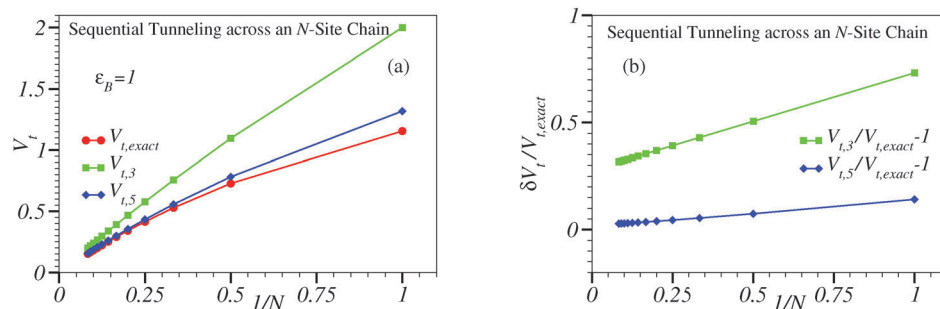 Sequential Tunneling across an N-Site Chain
(a)
ε_B=1
V_t
2
1.5
1
0.5
0
V_t,exact
V_t,3
V_t,5
0 0.25 0.5 0.75 1
1/N
Sequential Tunneling across an N-Site Chain
(b)
δV_t/V_t,exact
1
0.5
0
V_t,3/V_t,exact-1
V_t,5/V_t,exact-1
0 0.25 0.5 0.75 1
1/N